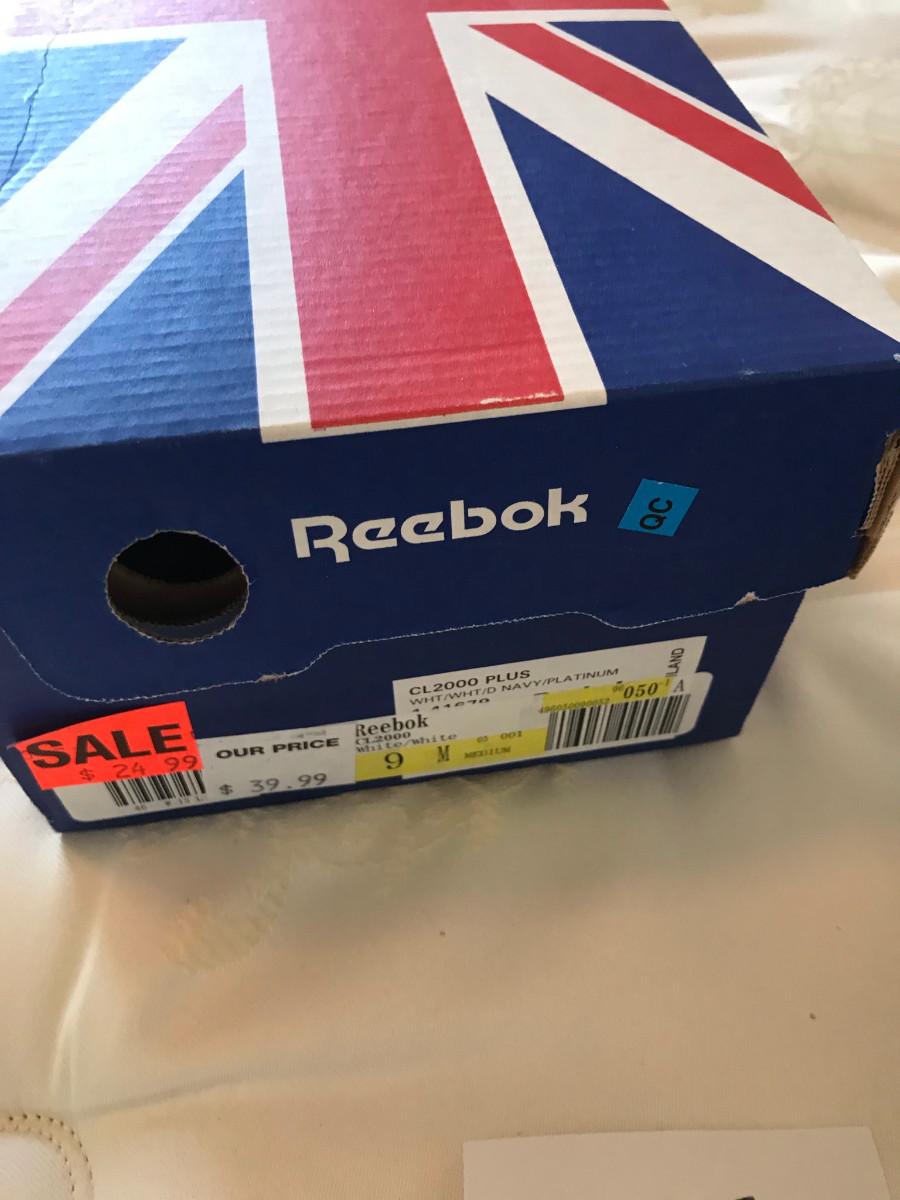 Reebok
QC
CL2000 PLUS
WHT/WHT/D NAVY/PLATINUM
050
A
SALE
$ 24.99
OUR PRICE
$ 39.99
Reebok
CL2000
White/White
9 M MEDIUM
001